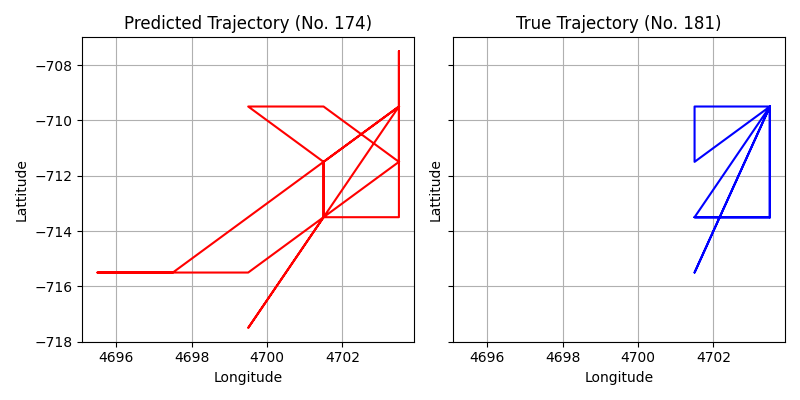 Predicted Trajectory (No. 174)
True Trajectory (No. 181)
−708
−710
−712
−714
−716
−718
Lattitude
Lattitude
4696
4698
4700
4702
4696
4698
4700
4702
Longitude
Longitude